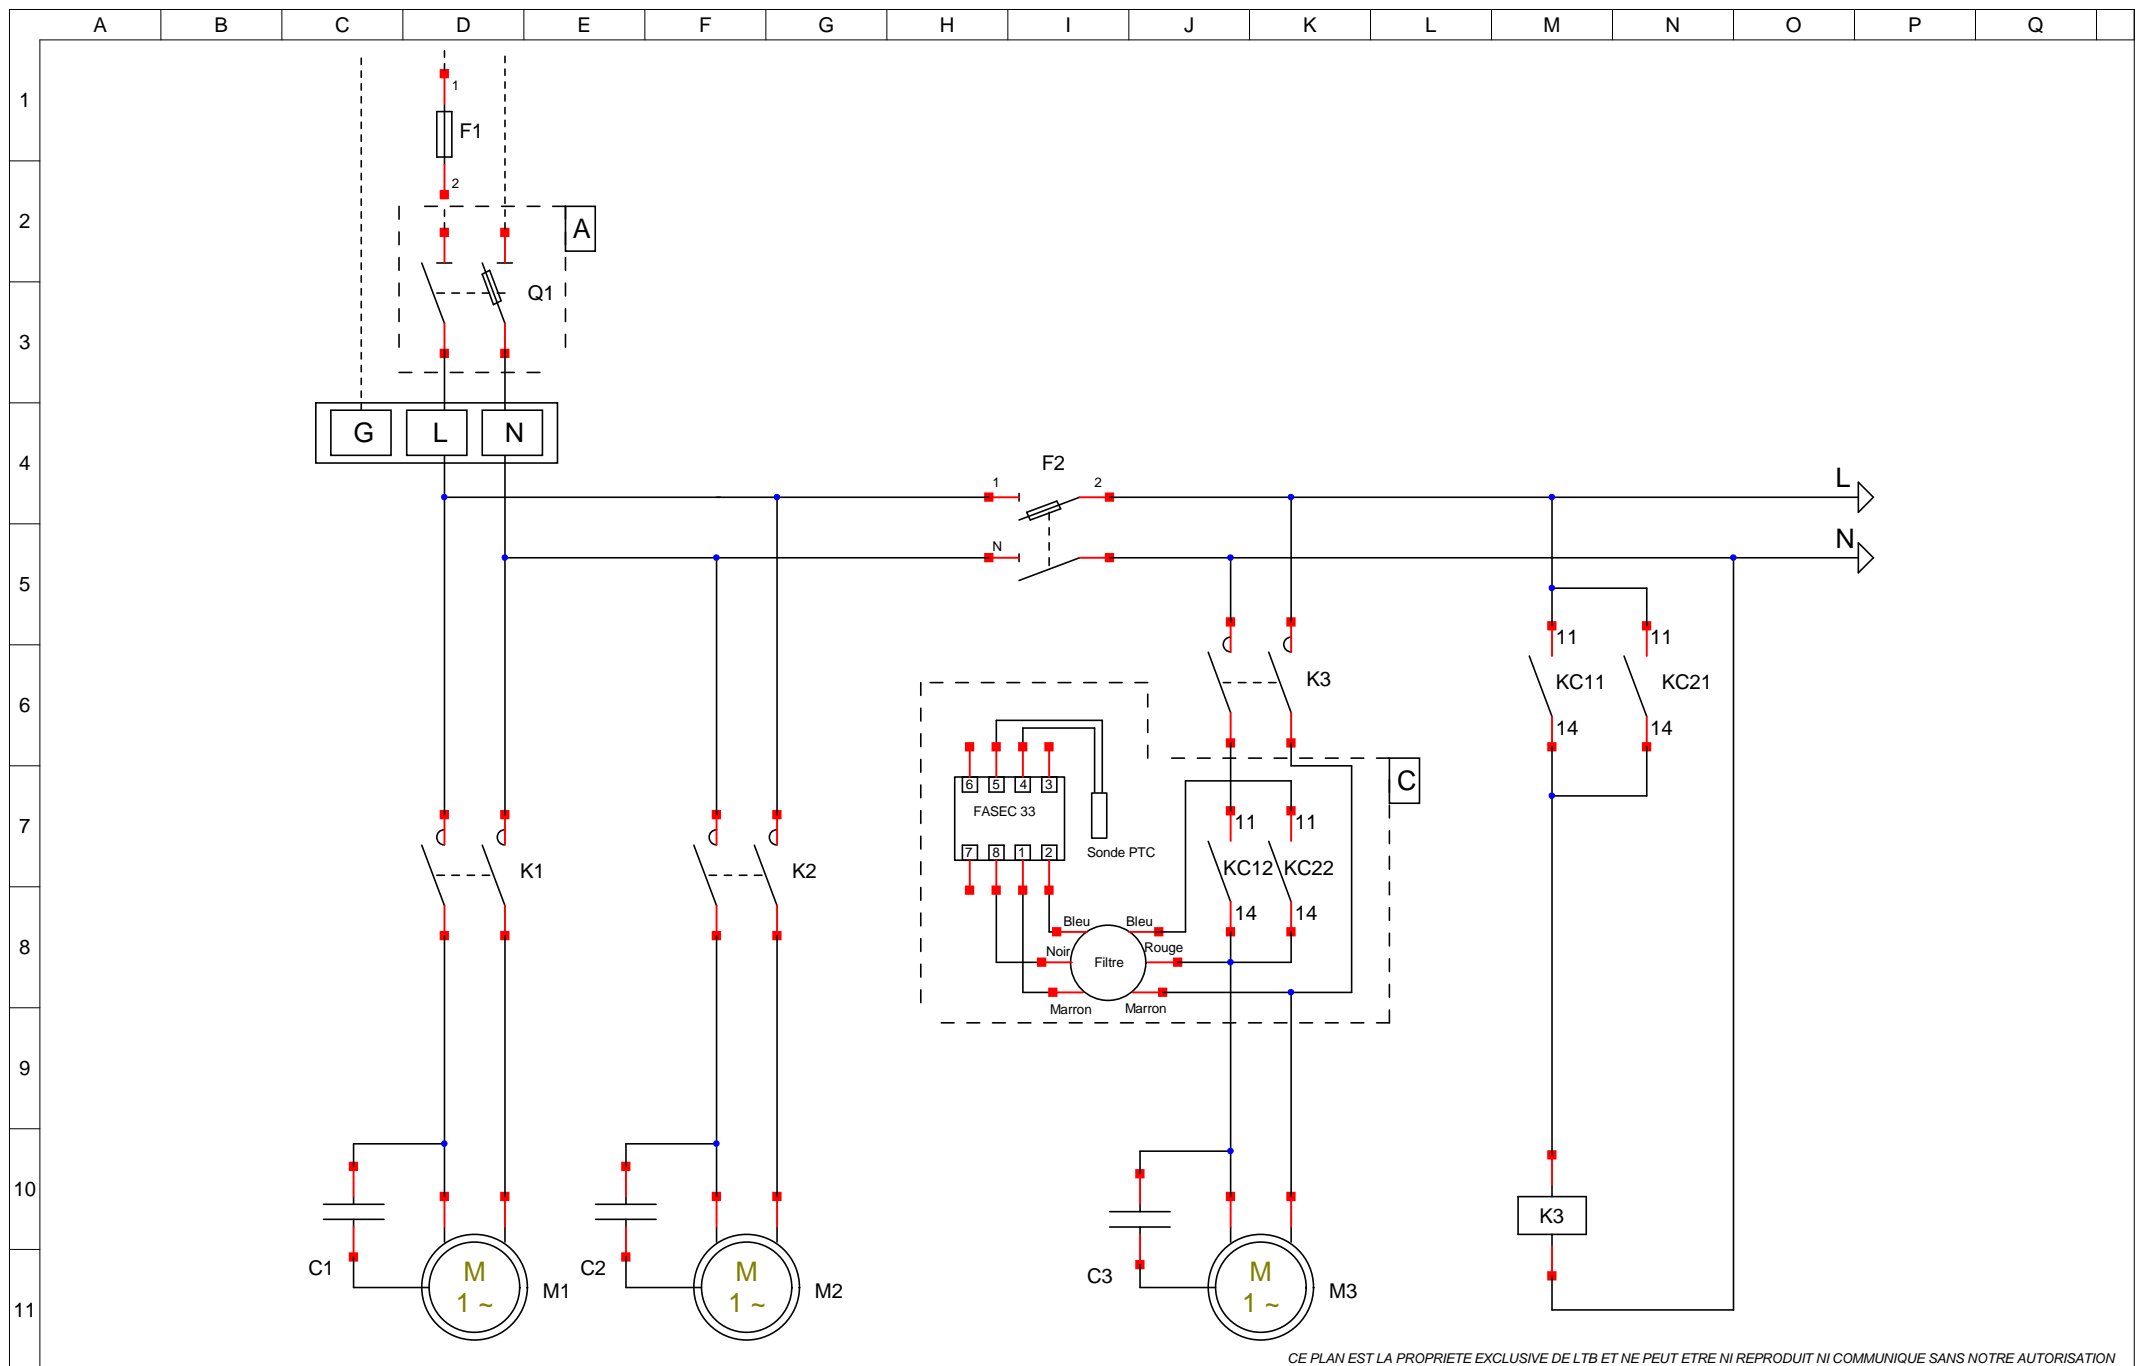 A B C D E F G H I J K L M N O P Q
1
2
3
4
5
6
7
8
9
10
11
1
F1
2
A
Q1
G L N
F2
1 2
N
L
N
K3
11 11
KC11 KC21
14 14
C
6 5 4 3
FASEC 33
7 8 1 2
Sonde PTC
11 11
KC12 KC22
14 14
K1
K2
Bleu Bleu
Noir Rouge
Filtre
Marron Marron
K3
C1
M
1 ~
M1
C2
M
1 ~
M2
C3
M
1 ~
M3
CE PLAN EST LA PROPRIETE EXCLUSIVE DE LTB ET NE PEUT ETRE NI REPRODUIT NI COMMUNIQUE SANS NOTRE AUTORISATION